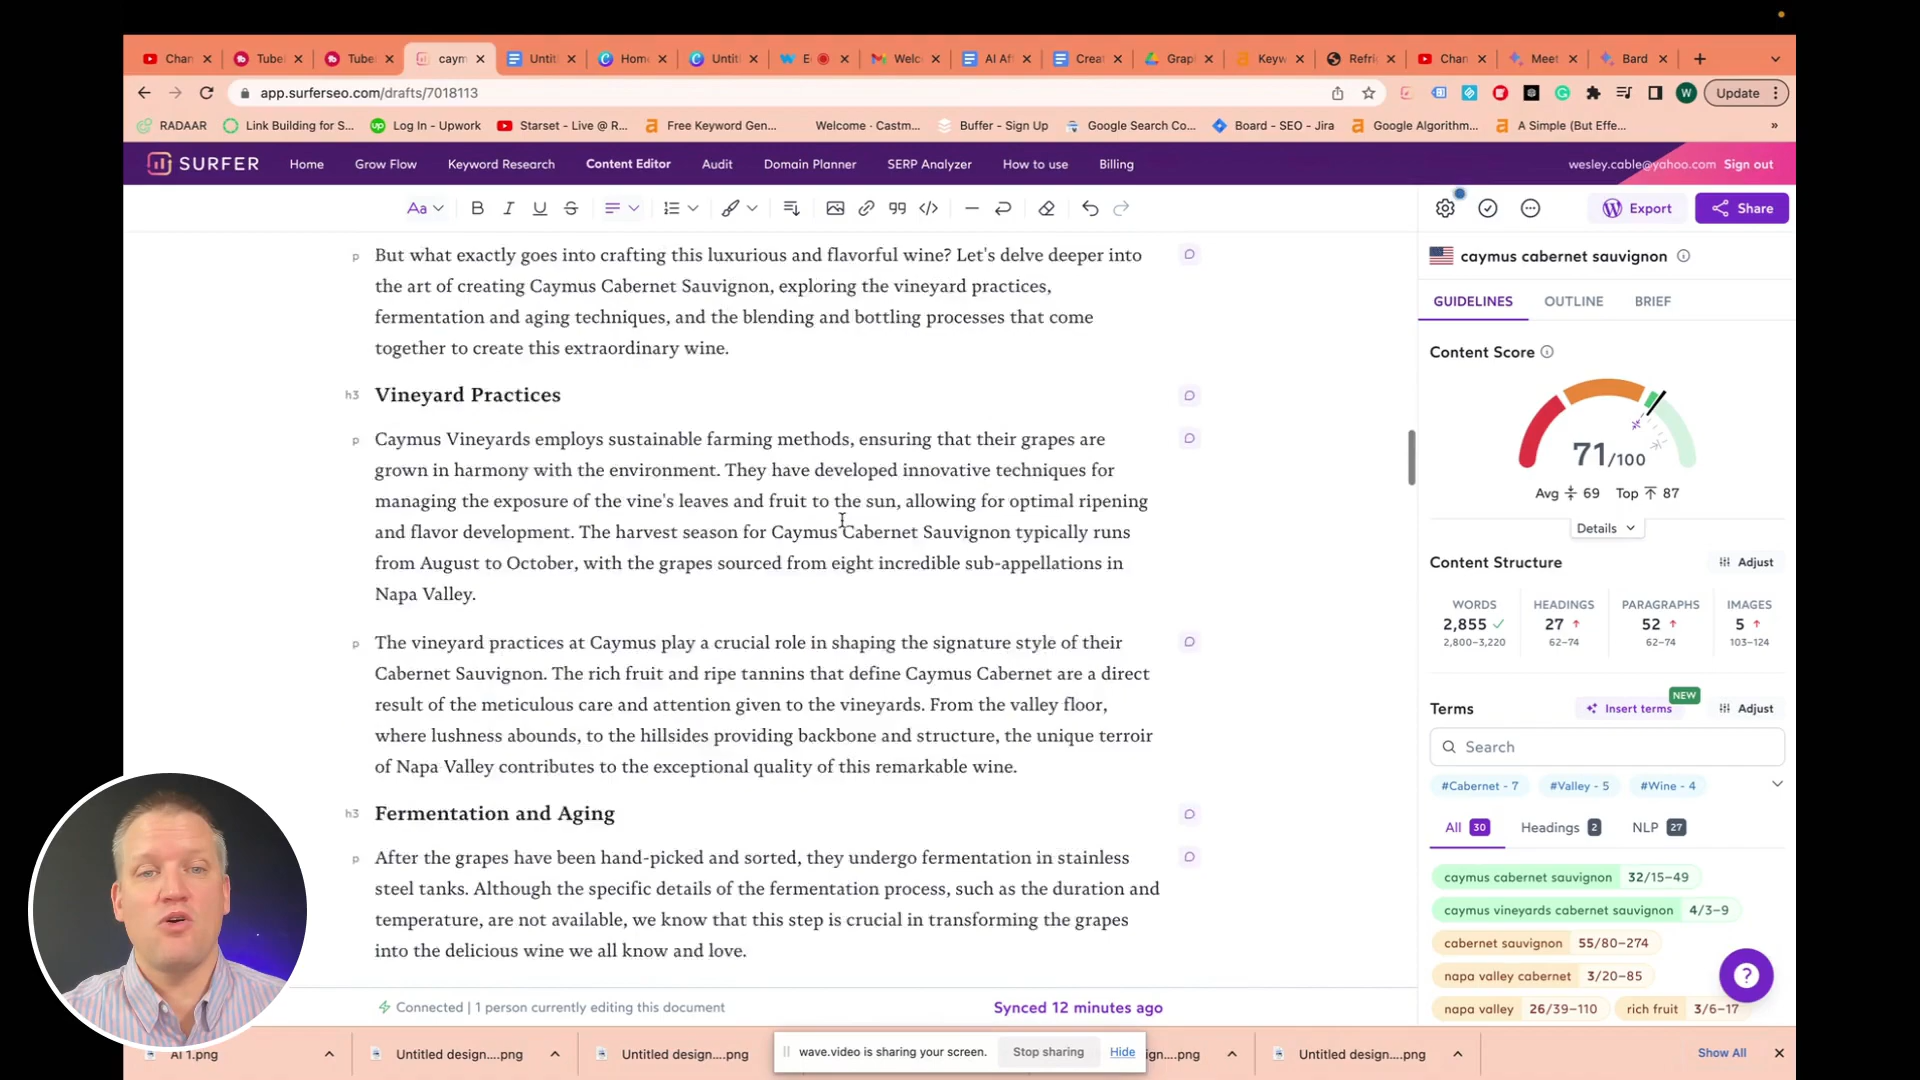 Chan
Tubel
Tube
caym
Untit
Home
Untit
E
Welc
AI Af
Creat
Grap
Keyw
Refri
Chan
Meet
Bard
app.surferseo.com/drafts/7018113
W
Update
RADAAR
Link Building for S...
Log In - Upwork
Starset - Live @ R...
Free Keyword Gen...
Welcome - Castm...
Buffer - Sign Up
Google Search Co...
Board - SEO - Jira
Google Algorithm...
A Simple (But Effe...
»
SURFER
Home
Grow Flow
Keyword Research
Content Editor
Audit
Domain Planner
SERP Analyzer
How to use
Billing
wesley.cable@yahoo.com
Sign out
Aa
B
I
U
S
Export
Share
p
But what exactly goes into crafting this luxurious and flavorful wine? Let's delve deeper into
the art of creating Caymus Cabernet Sauvignon, exploring the vineyard practices,
fermentation and aging techniques, and the blending and bottling processes that come
together to create this extraordinary wine.
h3
Vineyard Practices
p
Caymus Vineyards employs sustainable farming methods, ensuring that their grapes are
grown in harmony with the environment. They have developed innovative techniques for
managing the exposure of the vine's leaves and fruit to the sun, allowing for optimal ripening
and flavor development. The harvest season for Caymus Cabernet Sauvignon typically runs
from August to October, with the grapes sourced from eight incredible sub-appellations in
Napa Valley.
p
The vineyard practices at Caymus play a crucial role in shaping the signature style of their
Cabernet Sauvignon. The rich fruit and ripe tannins that define Caymus Cabernet are a direct
result of the meticulous care and attention given to the vineyards. From the valley floor,
where lushness abounds, to the hillsides providing backbone and structure, the unique terroir
of Napa Valley contributes to the exceptional quality of this remarkable wine.
h3
Fermentation and Aging
p
After the grapes have been hand-picked and sorted, they undergo fermentation in stainless
steel tanks. Although the specific details of the fermentation process, such as the duration and
temperature, are not available, we know that this step is crucial in transforming the grapes
into the delicious wine we all know and love.
Connected | 1 person currently editing this document
Synced 12 minutes ago
caymus cabernet sauvignon
GUIDELINES
OUTLINE
BRIEF
Content Score
71/100
Avg 69 Top 87
Details
Content Structure
Adjust
WORDS
2,855
2,800–3,220
HEADINGS
27
62–74
PARAGRAPHS
52
62–74
IMAGES
5
103–124
Terms
NEW
Insert terms
Adjust
Search
#Cabernet - 7
#Valley - 5
#Wine - 4
All 30
Headings 2
NLP 27
caymus cabernet sauvignon 32/15–49
caymus vineyards cabernet sauvignon 4/3–9
cabernet sauvignon 55/80–274
napa valley cabernet 3/20–85
napa valley 26/39–110
rich fruit 3/6–17
?
AI 1.png
Untitled design....png
Untitled design....png
wave.video is sharing your screen.
Stop sharing
Hide
ign....png
Untitled design....png
Show All